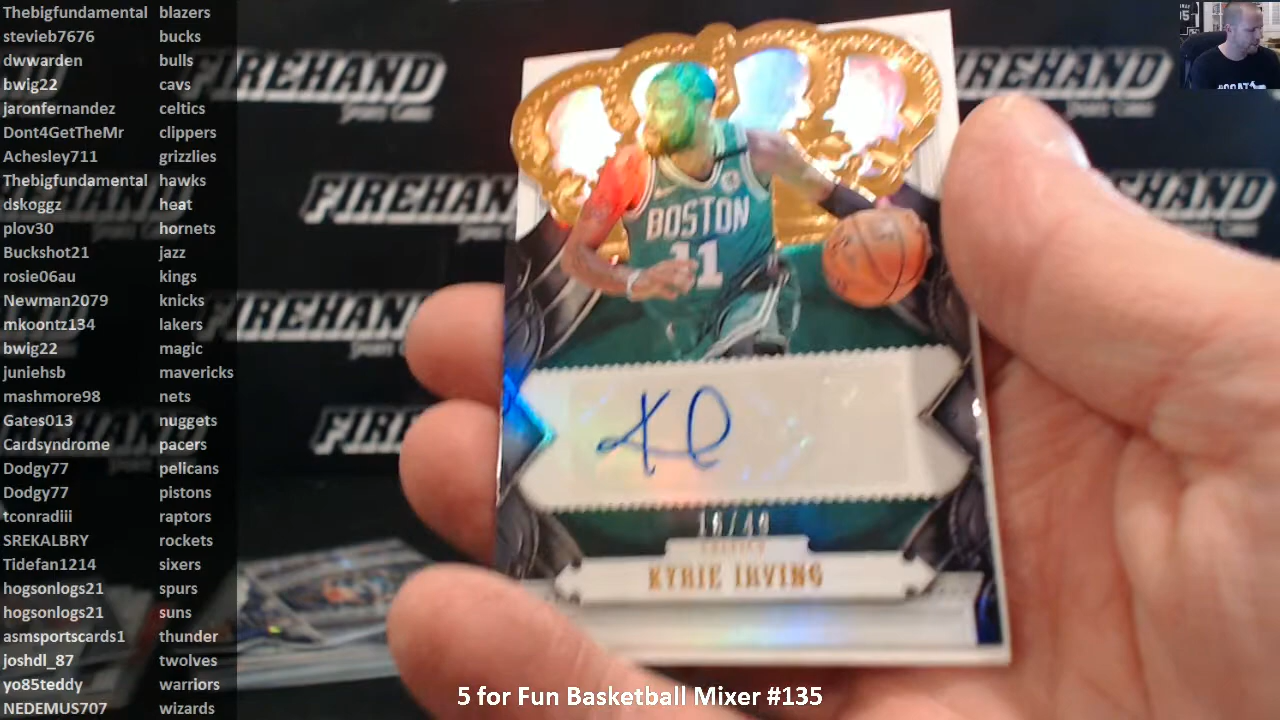 Thebigfundamental blazers
stevieb7676 bucks
dwwarden bulls
bwig22 cavs
jaronfernandez celtics
Dont4GetTheMr clippers
Achesley711 grizzlies
Thebigfundamental hawks
dskoggz heat
plov30 hornets
Buckshot21 jazz
rosie06au kings
Newman2079 knicks
mkoontz134 lakers
bwig22 magic
juniehsb mavericks
mashmore98 nets
Gates013 nuggets
Cardsyndrome pacers
Dodgy77 pelicans
Dodgy77 pistons
tconradiii raptors
SREKALBRY rockets
Tidefan1214 sixers
hogsonlogs21 spurs
hogsonlogs21 suns
asmsportscards1 thunder
joshdl_87 twolves
yo85teddy warriors
NEDEMUS707 wizards
FIREHAND
FIREHAND
FIREHAND
FIREHAND
BOSTON
11
CELTICS
KYRIE IRVING
5 for Fun Basketball Mixer #135